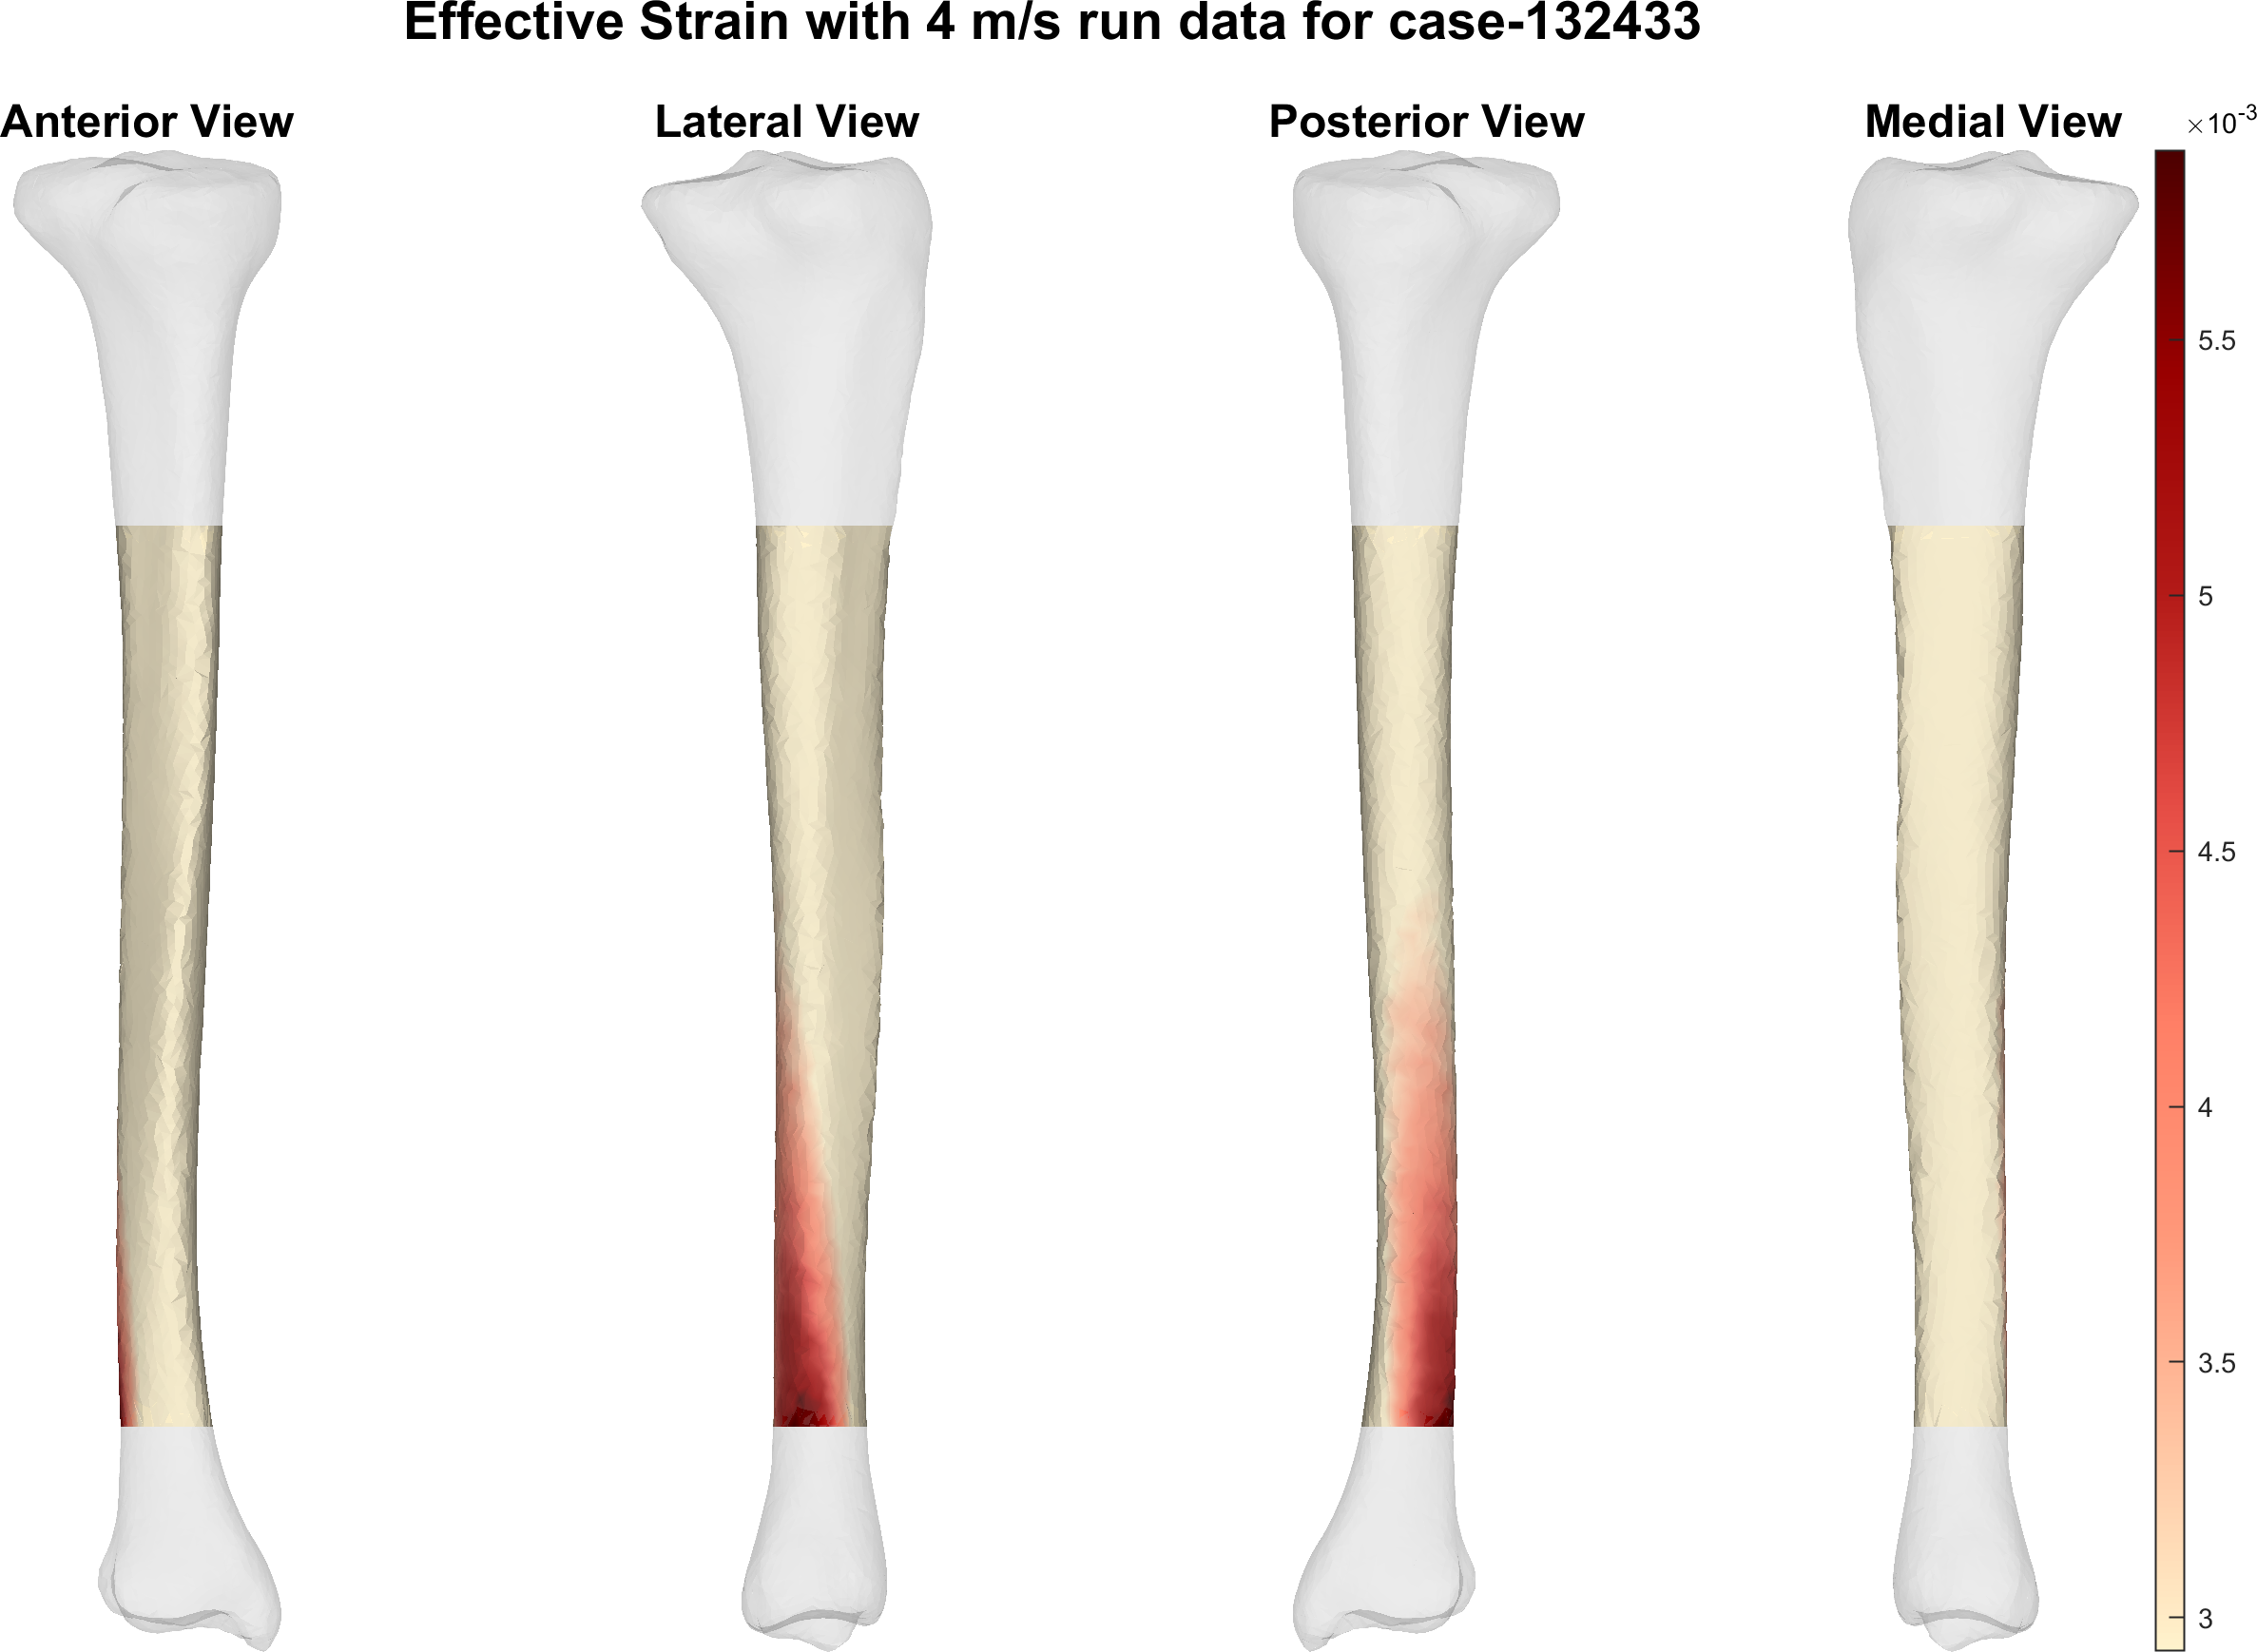 Effective Strain with 4 m/s run data for case-132433
Anterior View
Lateral View
Posterior View
Medial View
×10⁻³
5.5
5
4.5
4
3.5
3